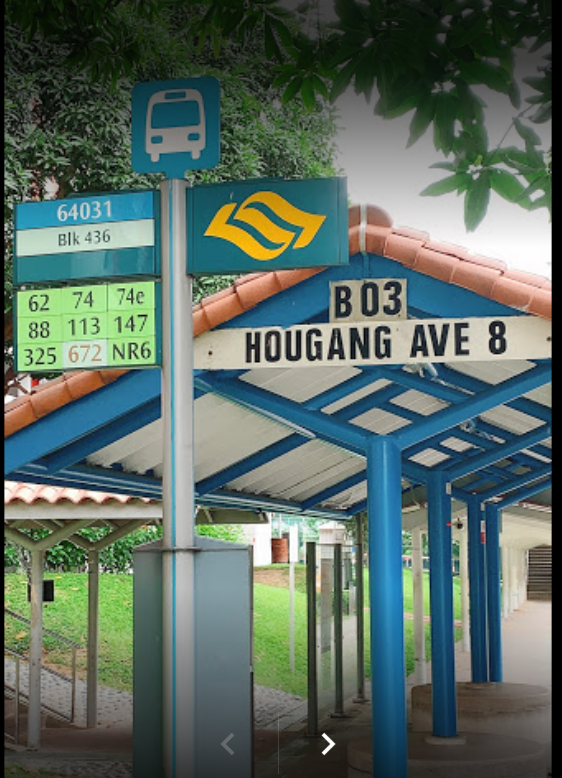 64031
Blk 436
62 74 74e
88 113 147
325 672 NR6
B03
HOUGANG AVE 8